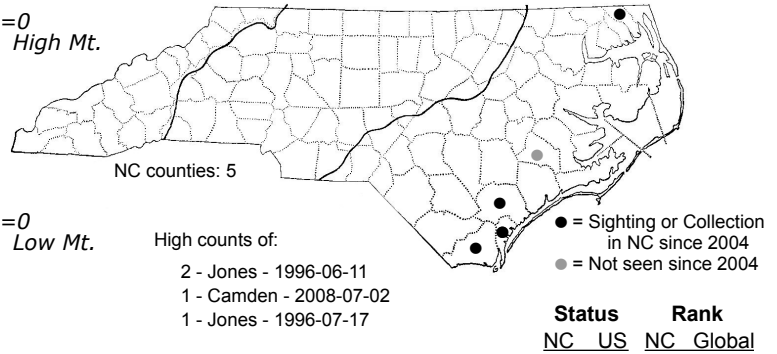 =0
High Mt.
NC counties: 5
=0
Low Mt.
High counts of:
2 - Jones - 1996-06-11
1 - Camden - 2008-07-02
1 - Jones - 1996-07-17
● = Sighting or Collection
in NC since 2004
● = Not seen since 2004
Status Rank
NC US NC Global